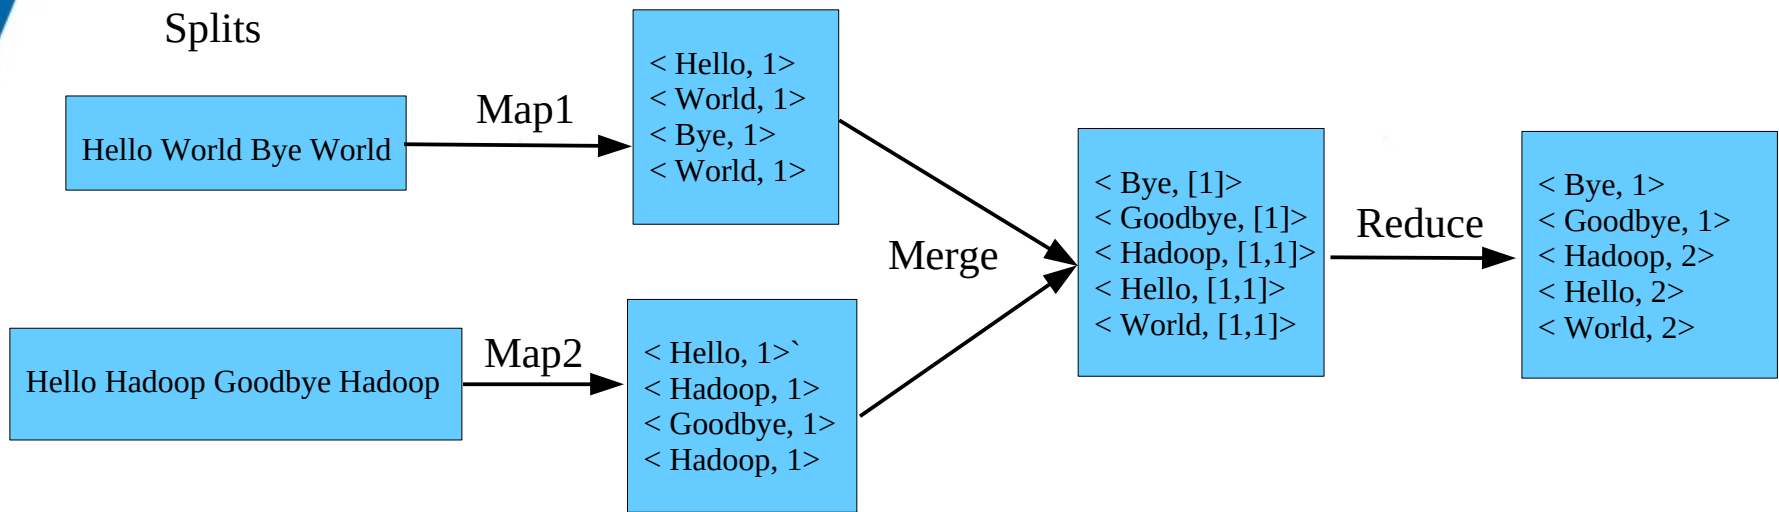 Splits
Hello World Bye World
Map1
< Hello, 1>
< World, 1>
< Bye, 1>
< World, 1>
Hello Hadoop Goodbye Hadoop
Map2
< Hello, 1>`
< Hadoop, 1>
< Goodbye, 1>
< Hadoop, 1>
Merge
< Bye, [1]>
< Goodbye, [1]>
< Hadoop, [1,1]>
< Hello, [1,1]>
< World, [1,1]>
Reduce
< Bye, 1>
< Goodbye, 1>
< Hadoop, 2>
< Hello, 2>
< World, 2>